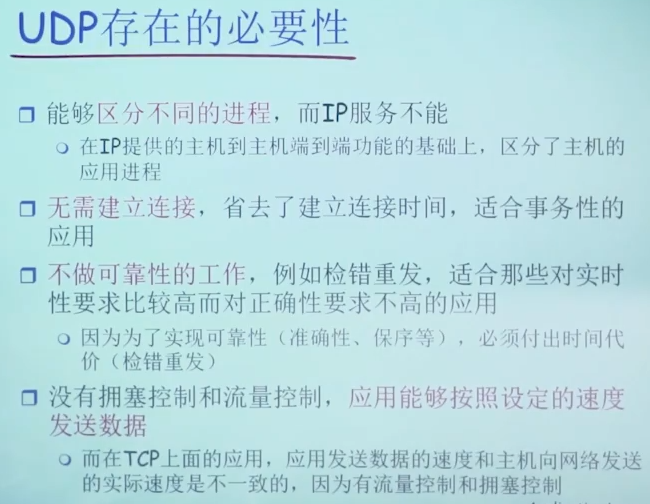 UDP存在的必要性
能够区分不同的进程，而IP服务不能
在IP提供的主机到主机端到端功能的基础上，区分了主机的
应用进程
无需建立连接，省去了建立连接时间，适合事务性的
应用
不做可靠性的工作，例如检错重发，适合那些对实时
性要求比较高而对正确性要求不高的应用
因为为了实现可靠性（准确性、保序等），必须付出时间代
价（检错重发）
没有拥塞控制和流量控制，应用能够按照设定的速度
发送数据
而在TCP上面的应用，应用发送数据的速度和主机向网络发送
的实际速度是不一致的，因为有流量控制和拥塞控制